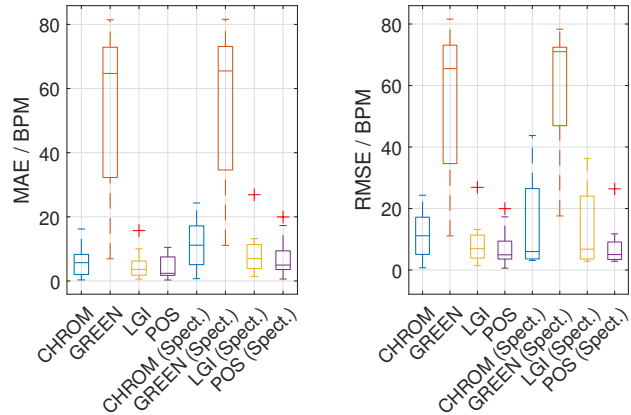 MAE / BPM
80
60
40
20
0
CHROM
GREEN
LGI
POS
CHROM (Spect.)
GREEN (Spect.)
LGI (Spect.)
POS (Spect.)
RMSE / BPM
80
60
40
20
0
CHROM
GREEN
LGI
POS
CHROM (Spect.)
GREEN (Spect.)
LGI (Spect.)
POS (Spect.)